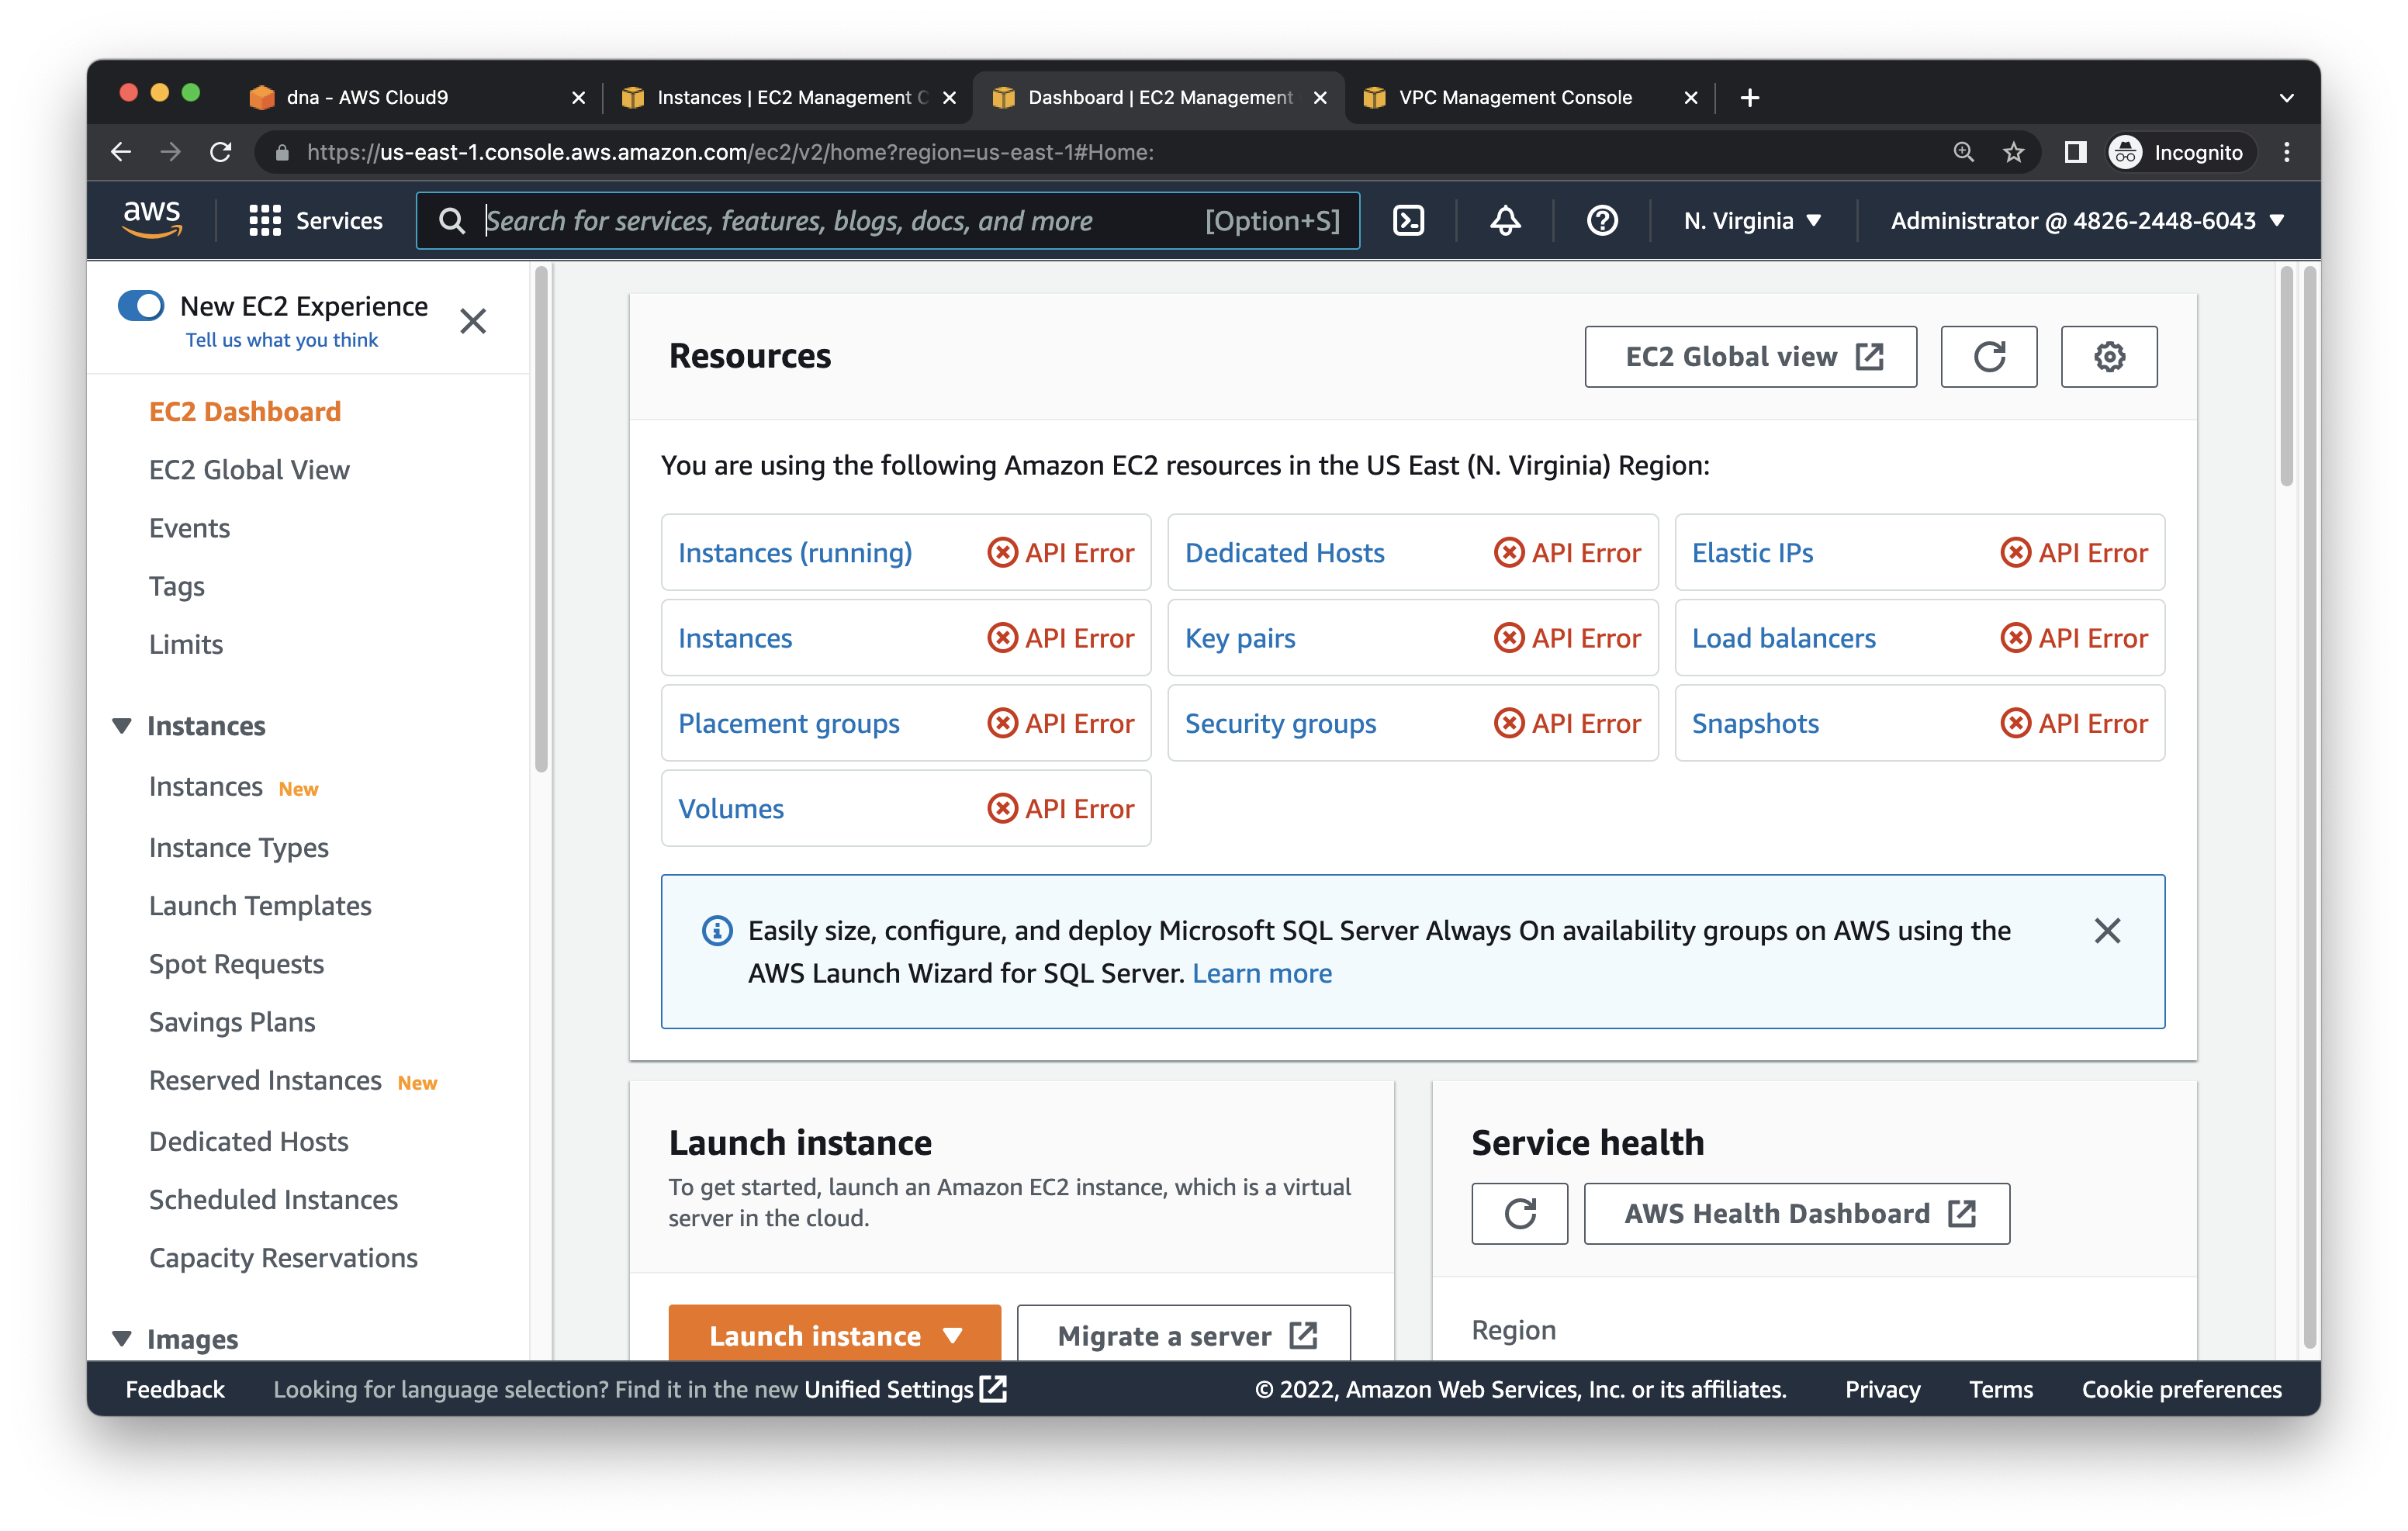 dna - AWS Cloud9
Instances | EC2 Management C
Dashboard | EC2 Management
VPC Management Console
https://us-east-1.console.aws.amazon.com/ec2/v2/home?region=us-east-1#Home:
Incognito
aws
Services
Search for services, features, blogs, docs, and more
[Option+S]
N. Virginia
Administrator @ 4826-2448-6043
New EC2 Experience
Tell us what you think
EC2 Dashboard
EC2 Global View
Events
Tags
Limits
Instances
Instances New
Instance Types
Launch Templates
Spot Requests
Savings Plans
Reserved Instances New
Dedicated Hosts
Scheduled Instances
Capacity Reservations
Images
Resources
EC2 Global view
You are using the following Amazon EC2 resources in the US East (N. Virginia) Region:
Instances (running) API Error
Dedicated Hosts API Error
Elastic IPs API Error
Instances API Error
Key pairs API Error
Load balancers API Error
Placement groups API Error
Security groups API Error
Snapshots API Error
Volumes API Error
Easily size, configure, and deploy Microsoft SQL Server Always On availability groups on AWS using the
AWS Launch Wizard for SQL Server. Learn more
Launch instance
To get started, launch an Amazon EC2 instance, which is a virtual
server in the cloud.
Launch instance
Migrate a server
Service health
AWS Health Dashboard
Region
Feedback
Looking for language selection? Find it in the new Unified Settings
© 2022, Amazon Web Services, Inc. or its affiliates.
Privacy
Terms
Cookie preferences